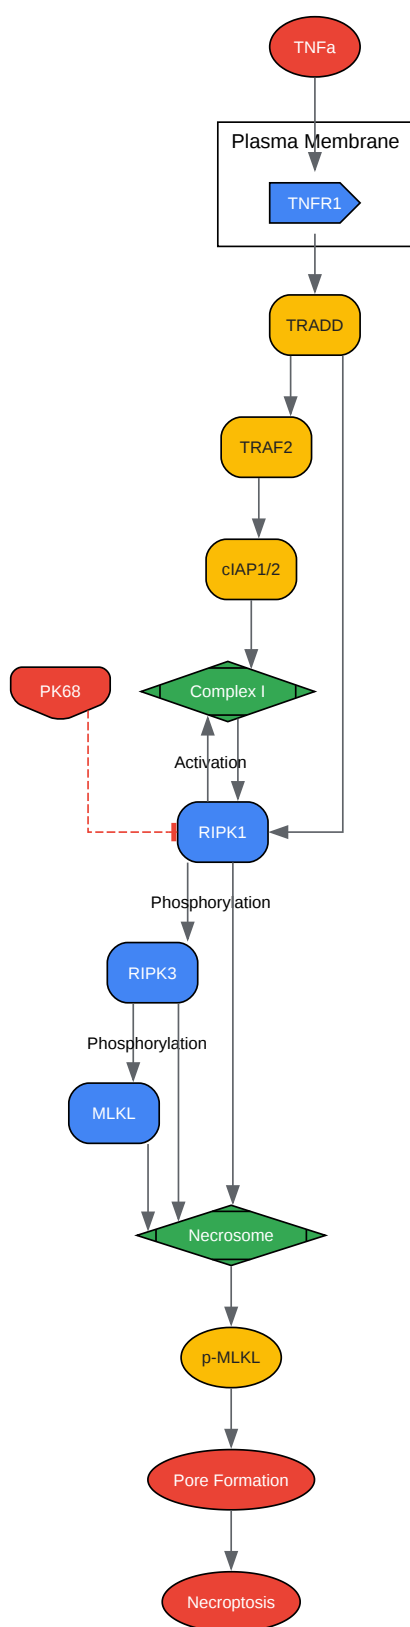 TNFa
Plasma Membrane
TNFR1
TRADD
TRAF2
cIAP1/2
PK68
Complex I
Activation
RIPK1
Phosphorylation
RIPK3
Phosphorylation
MLKL
Necrosome
p-MLKL
Pore Formation
Necroptosis